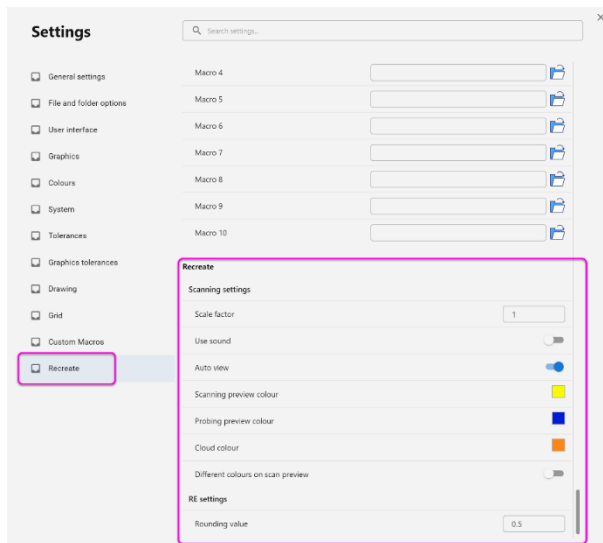 Settings
Search settings..
General settings
File and folder options
User interface
Graphics
Colours
System
Tolerances
Graphics tolerances
Drawing
Grid
Custom Macros
Recreate
Macro 4
Macro 5
Macro 6
Macro 7
Macro 8
Macro 9
Macro 10
Recreate
Scanning settings
Scale factor 1
Use sound
Auto view
Scanning preview colour
Probing preview colour
Cloud colour
Different colours on scan preview
RE settings
Rounding value 0.5